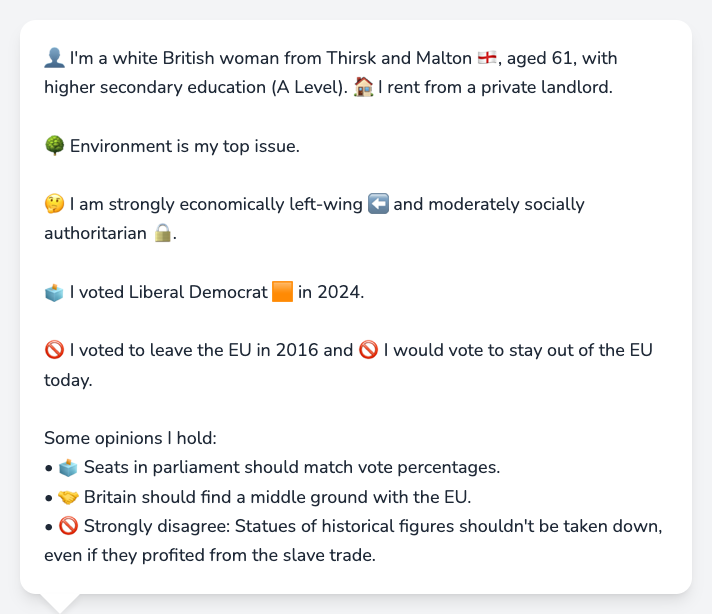 👤 I'm a white British woman from Thirsk and Malton 🏴󠁧󠁢󠁥󠁮󠁧󠁿, aged 61, with
higher secondary education (A Level). 🏠 I rent from a private landlord.
🌳 Environment is my top issue.
🤔 I am strongly economically left-wing ⬅️ and moderately socially
authoritarian 🔒.
🗳️ I voted Liberal Democrat 🟧 in 2024.
🚫 I voted to leave the EU in 2016 and 🚫 I would vote to stay out of the EU
today.
Some opinions I hold:
• 🗳️ Seats in parliament should match vote percentages.
• 🤝 Britain should find a middle ground with the EU.
• 🚫 Strongly disagree: Statues of historical figures shouldn't be taken down,
even if they profited from the slave trade.